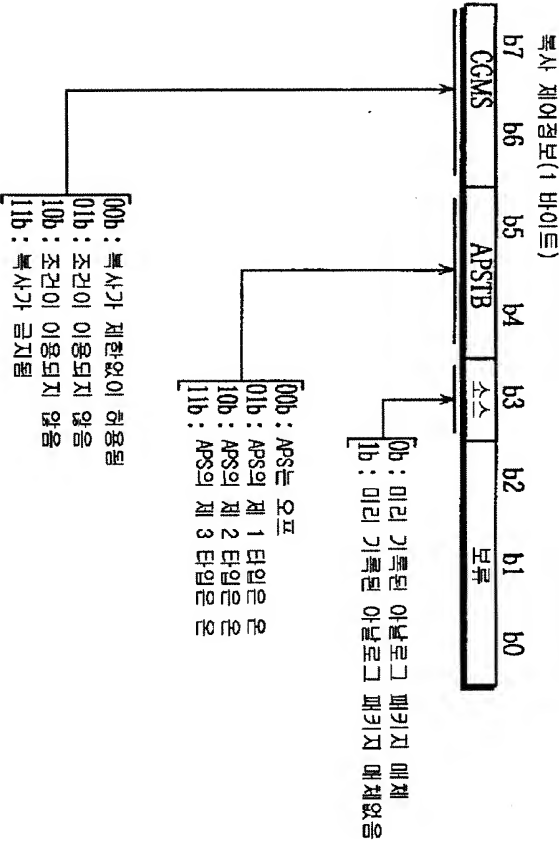 복사 제어정보(1 바이트)
b7 b6 b5 b4 b3 b2 b1 b0
CGMS APSTB 소스 보류
0b : 미리 기록된 아날로그 패키지 매체
1b : 미리 기록된 아날로그 패키지 매체없음
00b : APS는 오프
01b : APS의 제 1 타입은 온
10b : APS의 제 2 타입은 온
11b : APS의 제 3 타입은 온
00b : 복사가 제한없이 허용됨
01b : 조건이 이용되지 않음
10b : 조건이 이용되지 않음
11b : 복사가 금지됨